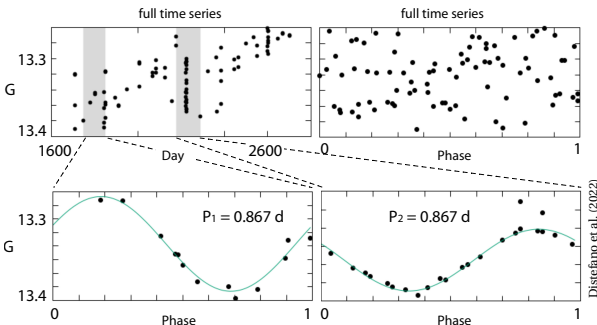 full time series
full time series
13.3
G
13.4
1600
Day
2600
0
Phase
1
P1 = 0.867 d
P2 = 0.867 d
13.3
G
13.4
0
Phase
1
0
Phase
1
Distefano et al. (2022)